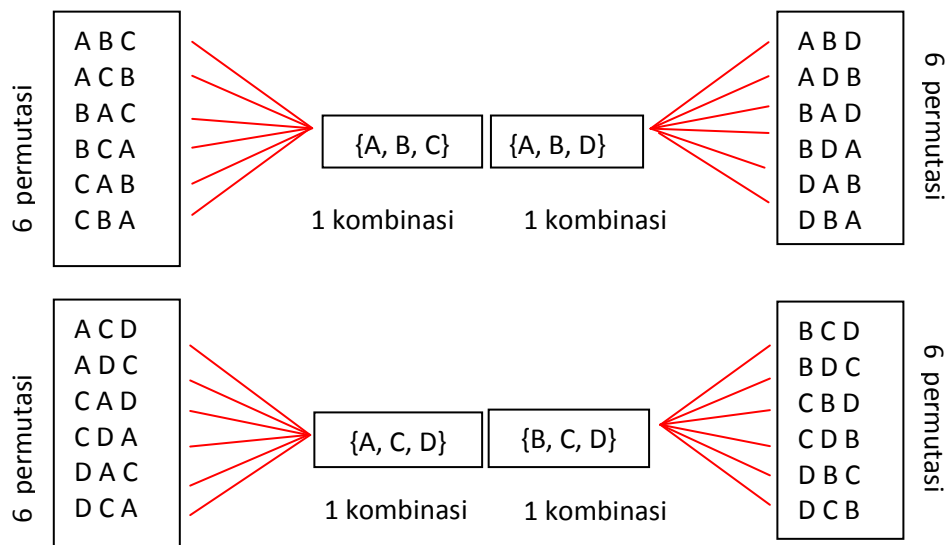 6 permutasi
A B C
A C B
B A C
B C A
C A B
C B A
{A, B, C}
1 kombinasi
{A, B, D}
1 kombinasi
A B D
A D B
B A D
B D A
D A B
D B A
6 permutasi
6 permutasi
A C D
A D C
C A D
C D A
D A C
D C A
{A, C, D}
1 kombinasi
{B, C, D}
1 kombinasi
B C D
B D C
C B D
C D B
D B C
D C B
6 permutasi